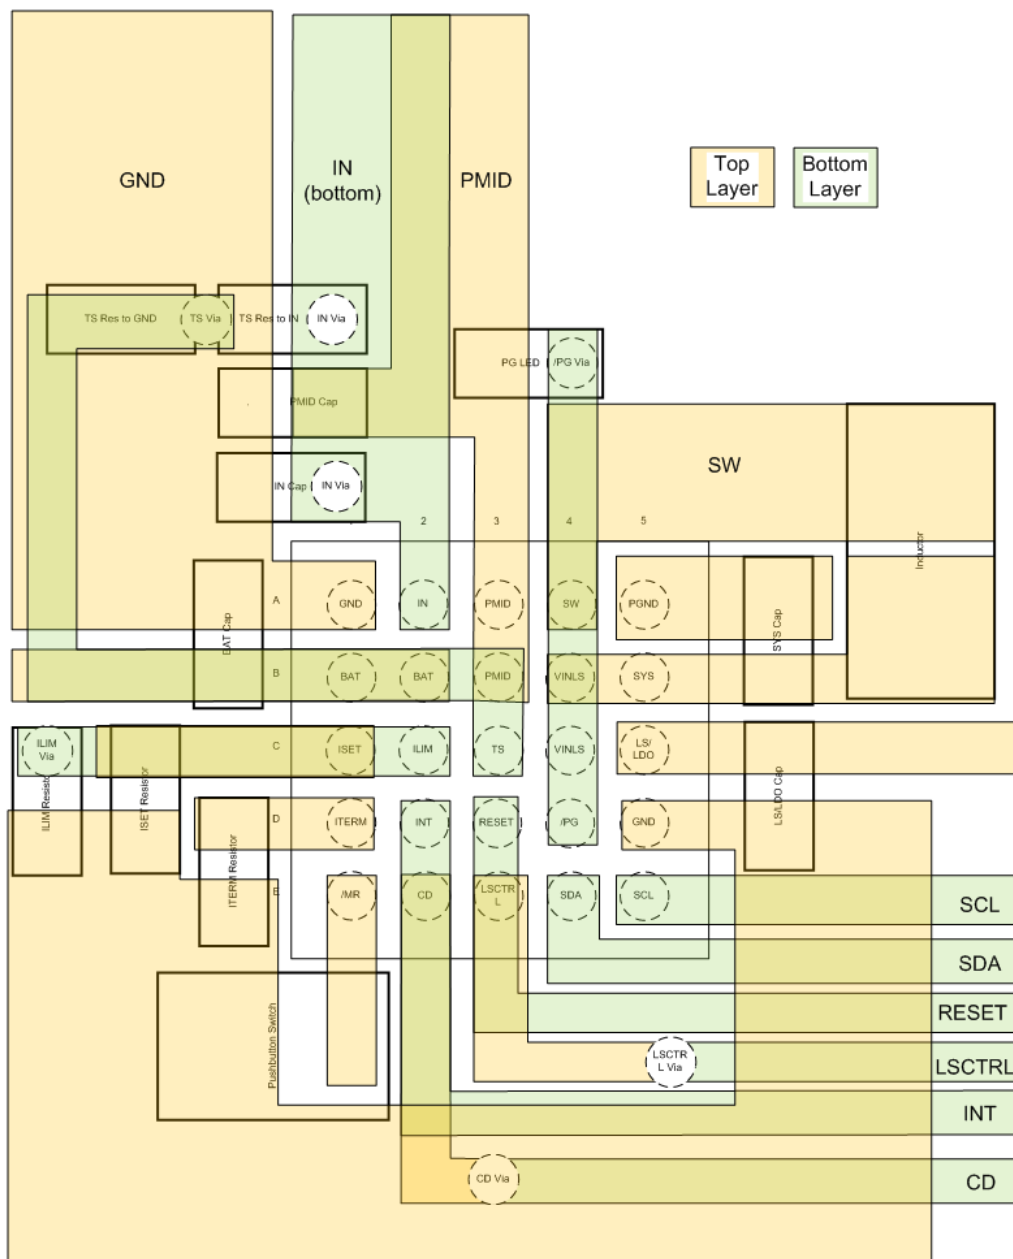 GND
IN
(bottom)
PMID
Top
Layer
Bottom
Layer
TS Res to GND
TS Via
TS Res to IN
IN Via
PG LED
/PG Via
PMID Cap
SW
IN Cap
IN Via
2
3
4
5
Inductor
A
GND
IN
PMID
SW
PGND
BAT Cap
SYS Cap
B
BAT
BAT
PMID
VINLS
SYS
ILIM
Via
C
ISET
ILIM
TS
VINLS
LS/
LDO
ILIM Resistor
ISET Resistor
LS/LDO Cap
D
ITERM
INT
RESET
/PG
GND
ITERM Resistor
E
/MR
CD
LSCTR
L
SDA
SCL
SCL
SDA
RESET
Pushbutton Switch
LSCTR
L Via
LSCTRL
INT
CD Via
CD